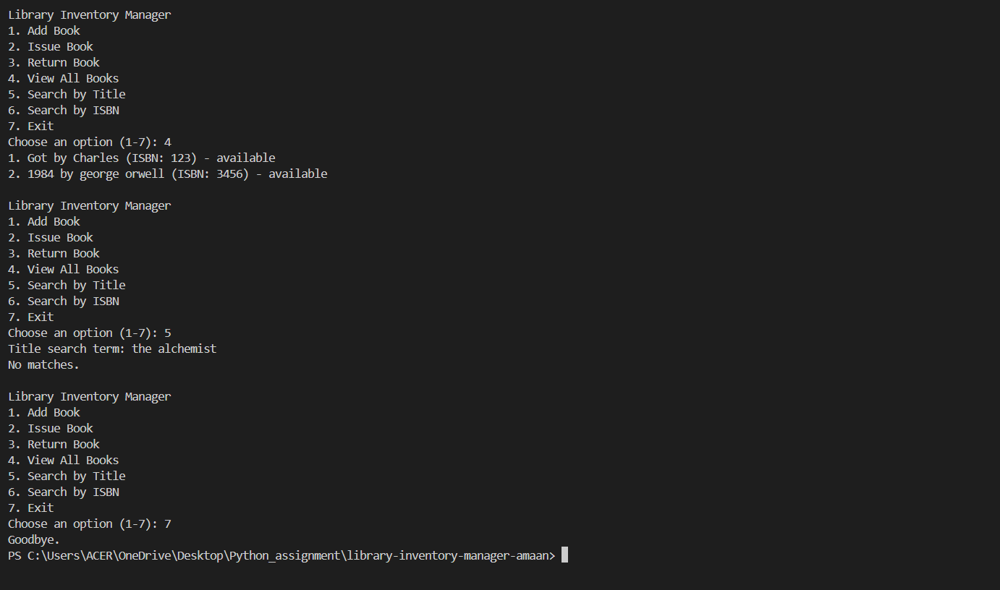 Library Inventory Manager
1. Add Book
2. Issue Book
3. Return Book
4. View All Books
5. Search by Title
6. Search by ISBN
7. Exit
Choose an option (1-7): 4
1. Got by Charles (ISBN: 123) - available
2. 1984 by george orwell (ISBN: 3456) - available

Library Inventory Manager
1. Add Book
2. Issue Book
3. Return Book
4. View All Books
5. Search by Title
6. Search by ISBN
7. Exit
Choose an option (1-7): 5
Title search term: the alchemist
No matches.

Library Inventory Manager
1. Add Book
2. Issue Book
3. Return Book
4. View All Books
5. Search by Title
6. Search by ISBN
7. Exit
Choose an option (1-7): 7
Goodbye.
PS C:\Users\ACER\OneDrive\Desktop\Python_assignment\library-inventory-manager-amaan>